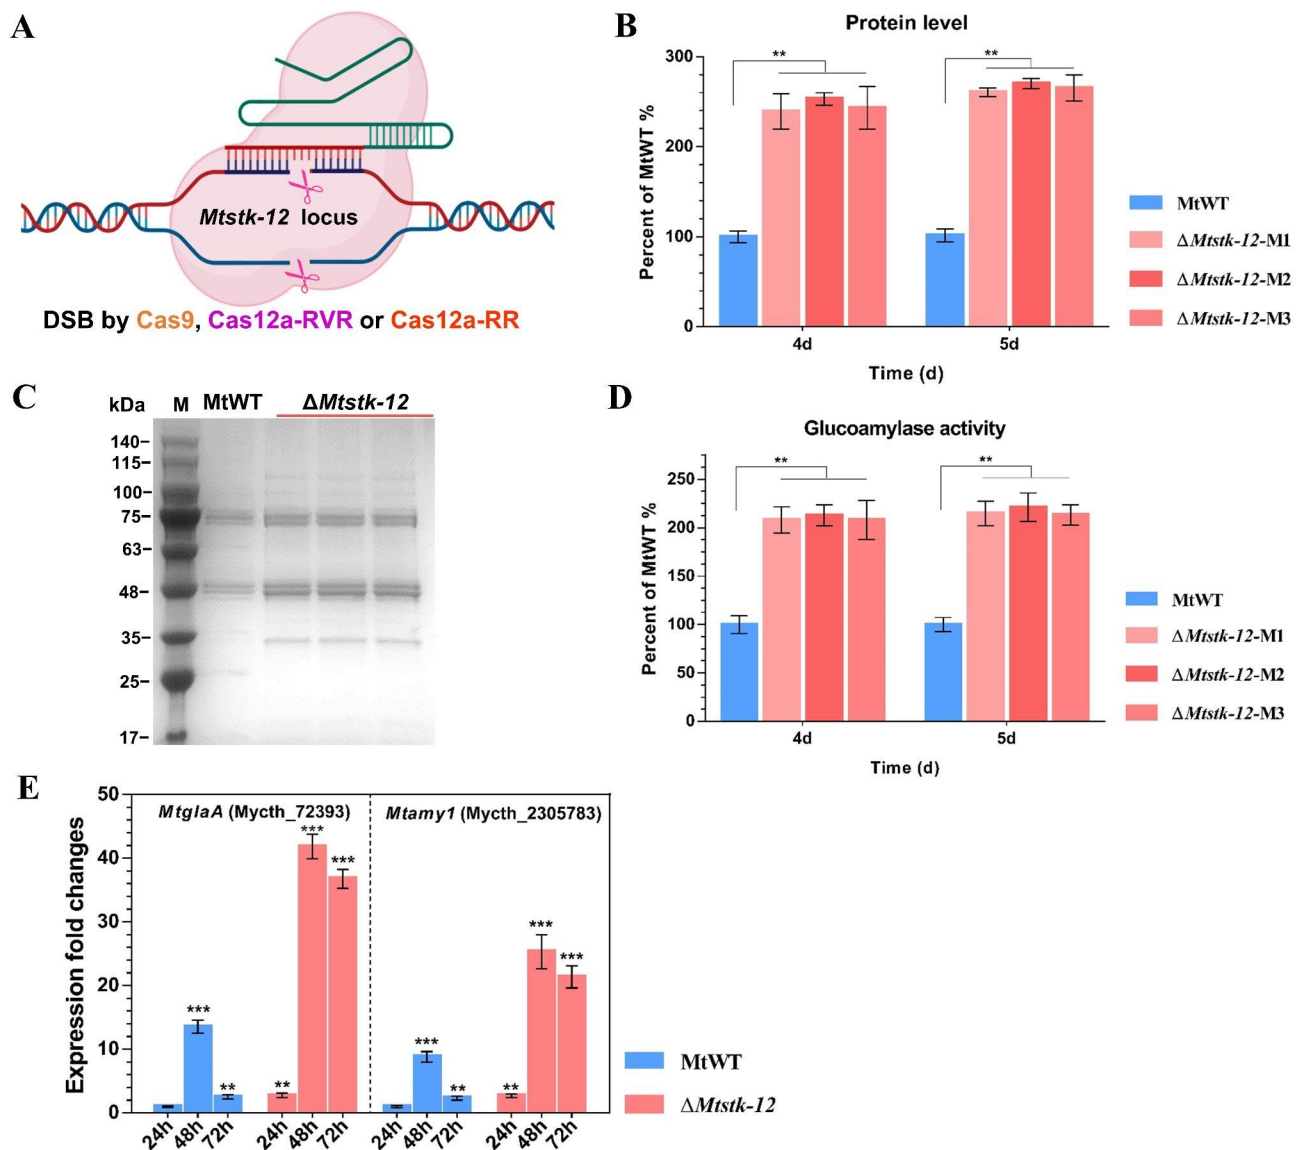 A
Mtstk-12 locus
DSB by Cas9, Cas12a-RVR or Cas12a-RR
B
Protein level
Percent of MtWT %
300
200
100
0
**
**
4d
5d
Time (d)
MtWT
ΔMtstk-12-M1
ΔMtstk-12-M2
ΔMtstk-12-M3
C
kDa M MtWT ΔMtstk-12
140
115
100
75
63
48
35
25
17
D
Glucoamylase activity
Percent of MtWT %
250
200
150
100
50
0
**
**
4d
5d
Time (d)
MtWT
ΔMtstk-12-M1
ΔMtstk-12-M2
ΔMtstk-12-M3
E
Expression fold changes
50
40
30
20
10
0
MtglaA (Mycth_72393)
Mtamy1 (Mycth_2305783)
*** ** ** *** ***
*** ** ** *** ***
24h 48h 72h 24h 48h 72h 24h 48h 72h 24h 48h 72h
MtWT
ΔMtstk-12